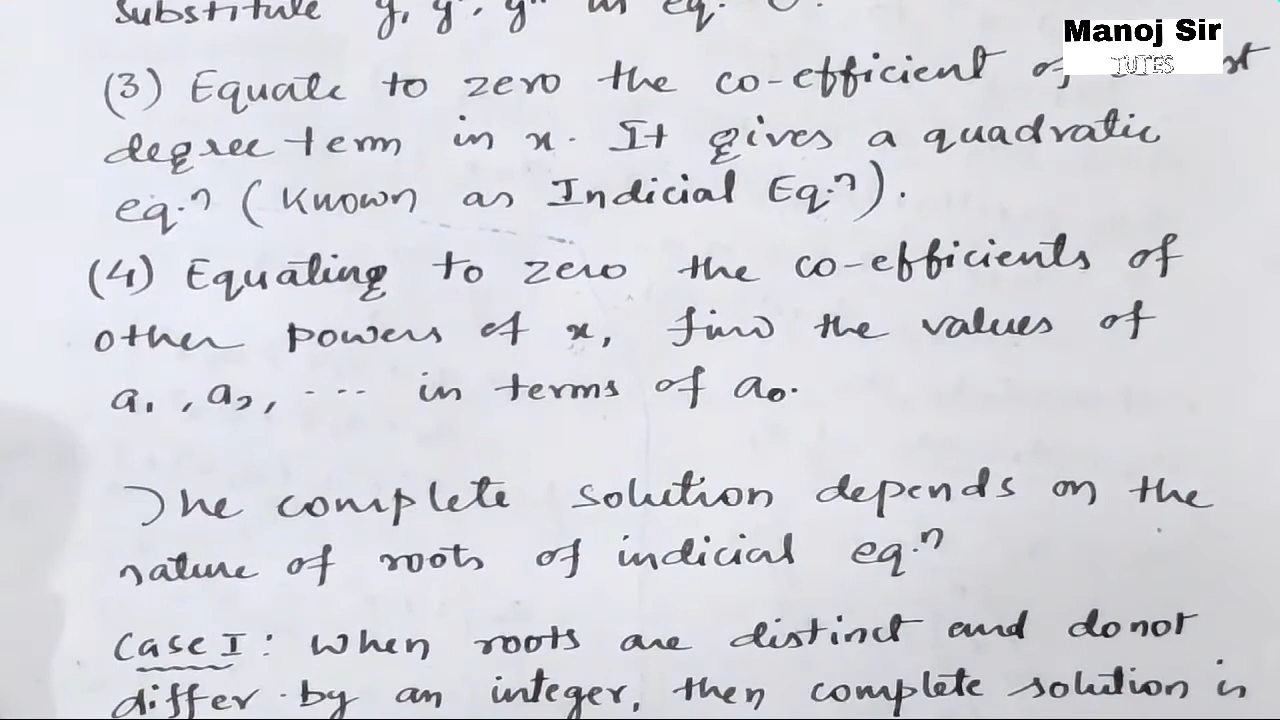 Substitute y, y', y'' in eq.
Manoj Sir
TUTES
(3) Equate to zero the co-efficient of
degree term in x. It gives a quadratic
eq.n (Known as Indicial Eq.n).
(4) Equating to zero the co-efficients of
other powers of x, find the values of
a1, a2, --- in terms of a0.
The complete solution depends on the
nature of roots of indicial eq.n
Case I: When roots are distinct and do not
differ by an integer, then complete solution is